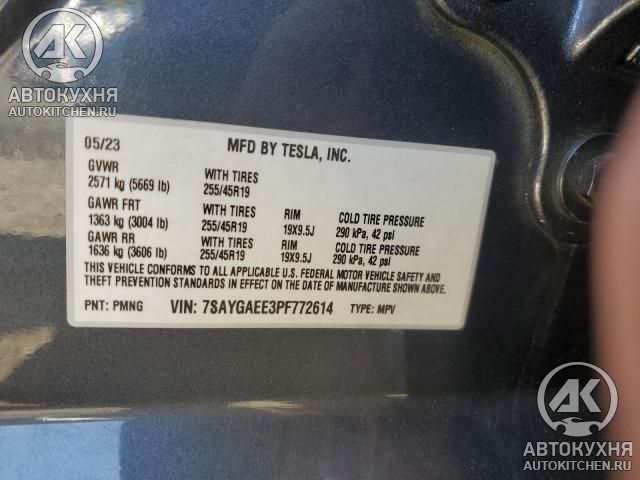 АК
АВТОКУХНЯ
AUTOKITCHEN.RU
05/23 MFD BY TESLA, INC.
GVWR WITH TIRES
2571 kg (5669 lb) 255/45R19
GAWR FRT WITH TIRES RIM COLD TIRE PRESSURE
1363 kg (3004 lb) 255/45R19 19X9.5J 290 kPa, 42 psi
GAWR RR WITH TIRES RIM COLD TIRE PRESSURE
1636 kg (3606 lb) 255/45R19 19X9.5J 290 kPa, 42 psi
THIS VEHICLE CONFORMS TO ALL APPLICABLE U.S. FEDERAL MOTOR VEHICLE SAFETY AND
THEFT PREVENTION STANDARDS IN EFFECT ON THE DATE OF MANUFACTURE SHOWN ABOVE.
PNT: PMNG VIN: 7SAYGAEE3PF772614 TYPE: MPV
АК
АВТОКУХНЯ
AUTOKITCHEN.RU